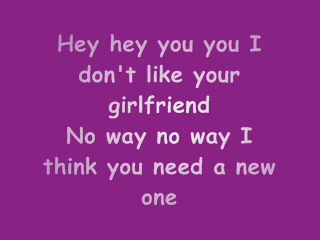 Hey hey you you I
don't like your
girlfriend
No way no way I
think you need a new
one